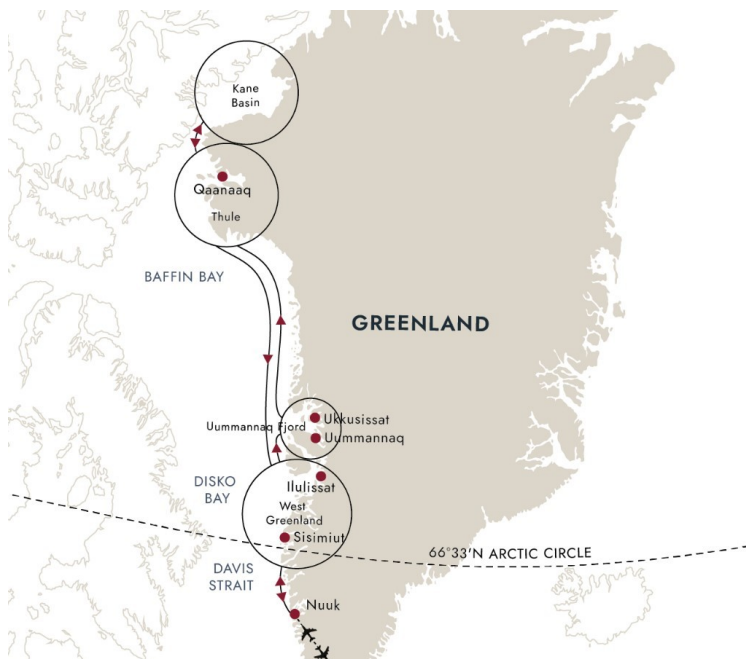 Kane
Basin
Qaanaaq
Thule
BAFFIN BAY
GREENLAND
Ukkusissat
Uummannaq Fjord
Uummannaq
DISKO
BAY
Ilulissat
West
Greenland
Sisimiut
66°33'N ARCTIC CIRCLE
DAVIS
STRAIT
Nuuk